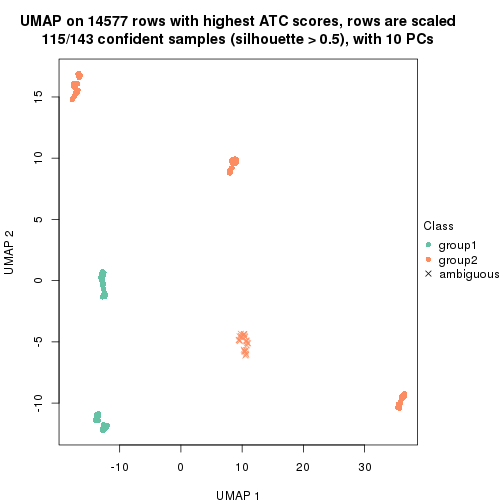 UMAP on 14577 rows with highest ATC scores, rows are scaled
115/143 confident samples (silhouette > 0.5), with 10 PCs
15
10
5
0
-5
-10
UMAP 2
-10
0
10
20
30
UMAP 1
Class
group1
group2
ambiguous